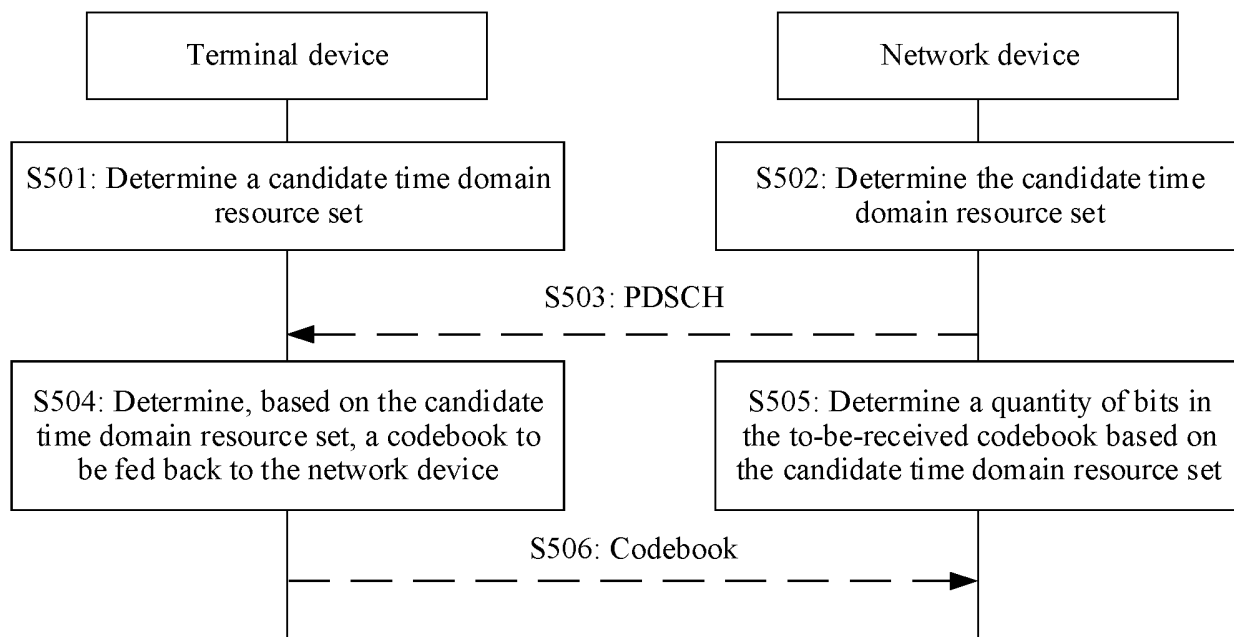 Terminal device
Network device
S501: Determine a candidate time domain
resource set
S502: Determine the candidate time
domain resource set
S503: PDSCH
S504: Determine, based on the candidate
time domain resource set, a codebook to
be fed back to the network device
S505: Determine a quantity of bits in
the to-be-received codebook based on
the candidate time domain resource set
S506: Codebook